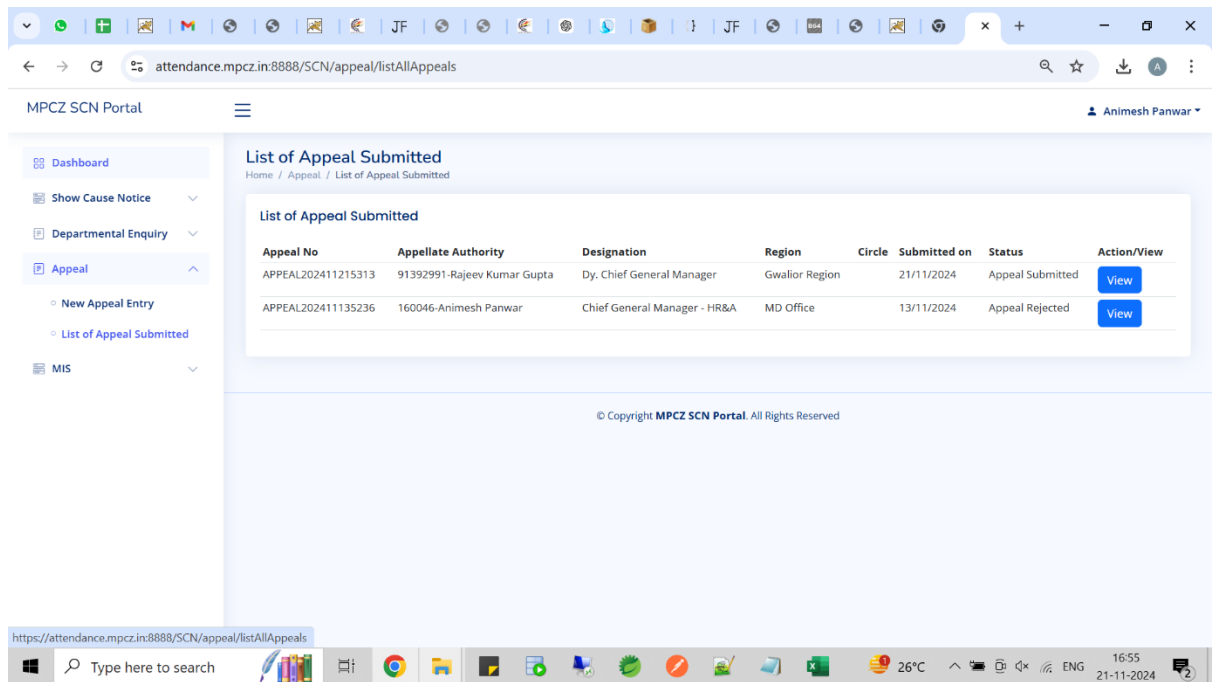 JF
JF
BS4
attendance.mpcz.in:8888/SCN/appeal/listAllAppeals
A
MPCZ SCN Portal
Animesh Panwar
Dashboard
Show Cause Notice
Departmental Enquiry
Appeal
New Appeal Entry
List of Appeal Submitted
MIS
List of Appeal Submitted
Home / Appeal / List of Appeal Submitted
List of Appeal Submitted
Appeal No Appellate Authority Designation Region Circle Submitted on Status Action/View
APPEAL202411215313 91392991-Rajeev Kumar Gupta Dy. Chief General Manager Gwalior Region 21/11/2024 Appeal Submitted View
APPEAL202411135236 160046-Animesh Panwar Chief General Manager - HR&A MD Office 13/11/2024 Appeal Rejected View
© Copyright MPCZ SCN Portal. All Rights Reserved
https://attendance.mpcz.in:8888/SCN/appeal/listAllAppeals
Type here to search
26°C
ENG
16:55
21-11-2024
2